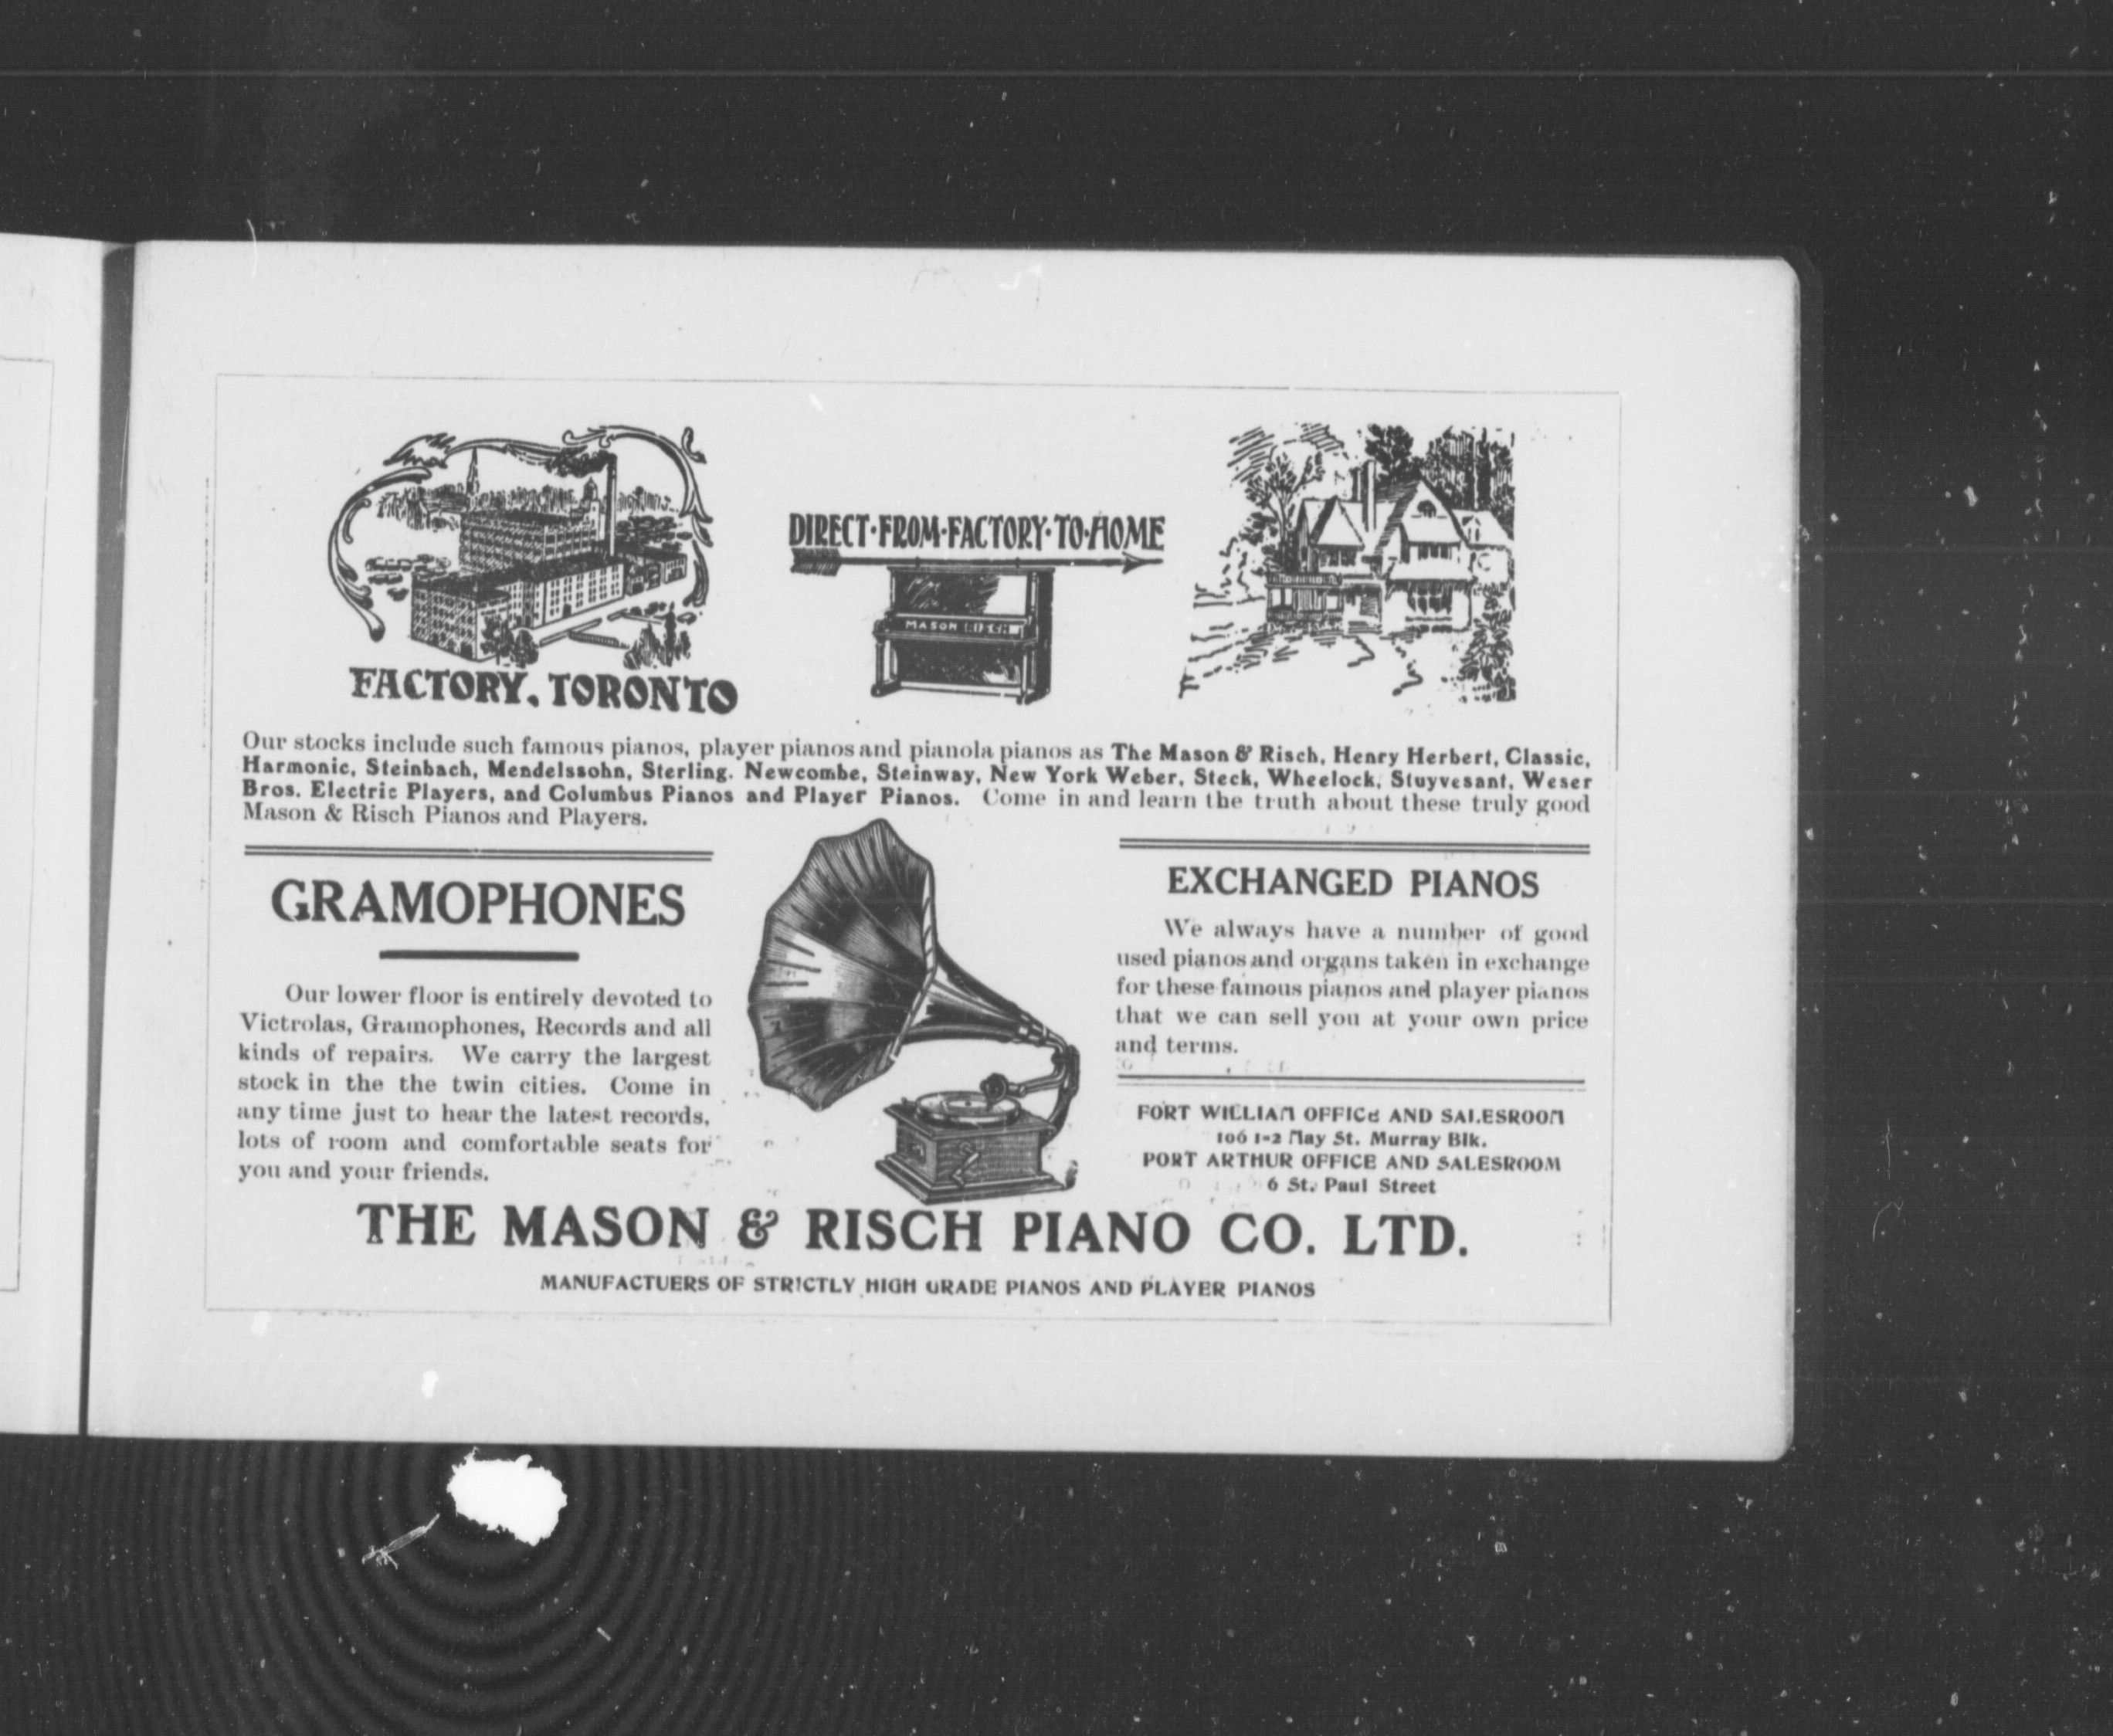 DIRECT·FROM·FACTORY·TO·HOME
MASON RISCH
FACTORY, TORONTO
Our stocks include such famous pianos, player pianos and pianola pianos as The Mason & Risch, Henry Herbert, Classic,
Harmonic, Steinbach, Mendelssohn, Sterling. Newcombe, Steinway, New York Weber, Steck, Wheelock, Stuyvesant, Weser
Bros. Electric Players, and Columbus Pianos and Player Pianos. Come in and learn the truth about these truly good
Mason & Risch Pianos and Players.
GRAMOPHONES
Our lower floor is entirely devoted to
Victrolas, Gramophones, Records and all
kinds of repairs. We carry the largest
stock in the the twin cities. Come in
any time just to hear the latest records,
lots of room and comfortable seats for
you and your friends.
EXCHANGED PIANOS
We always have a number of good
used pianos and organs taken in exchange
for these famous pianos and player pianos
that we can sell you at your own price
and terms.
FORT WILLIAM OFFICE AND SALESROOM
106 1-2 May St. Murray Blk.
PORT ARTHUR OFFICE AND SALESROOM
6 St. Paul Street
THE MASON & RISCH PIANO CO. LTD.
MANUFACTUERS OF STRICTLY HIGH GRADE PIANOS AND PLAYER PIANOS